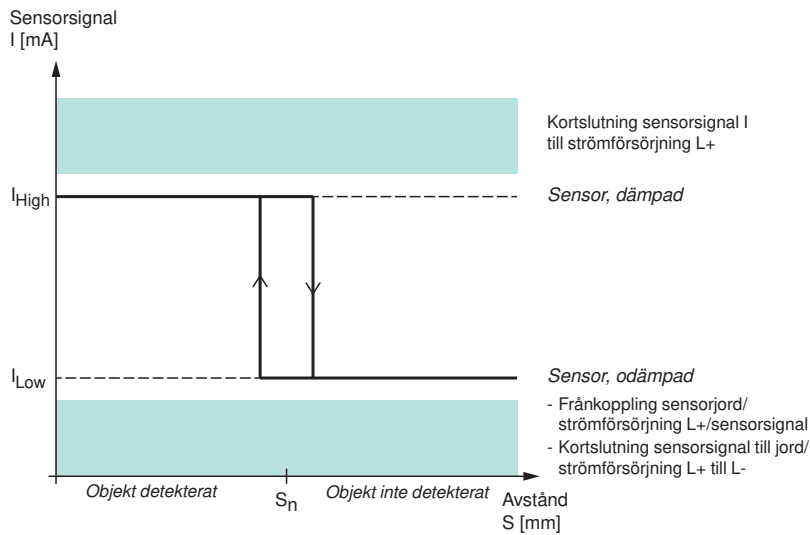 Sensorsignal
I [mA]
Kortslutning sensorsignal I
till strömförsörjning L+
IHigh
Sensor, dämpad
ILow
Sensor, odämpad
- Frånkoppling sensorjord/
strömförsörjning L+/sensorsignal
- Kortslutning sensorsignal till jord/
strömförsörjning L+ till L-
Objekt detekterat
Sn
Objekt inte detekterat
Avstånd
S [mm]